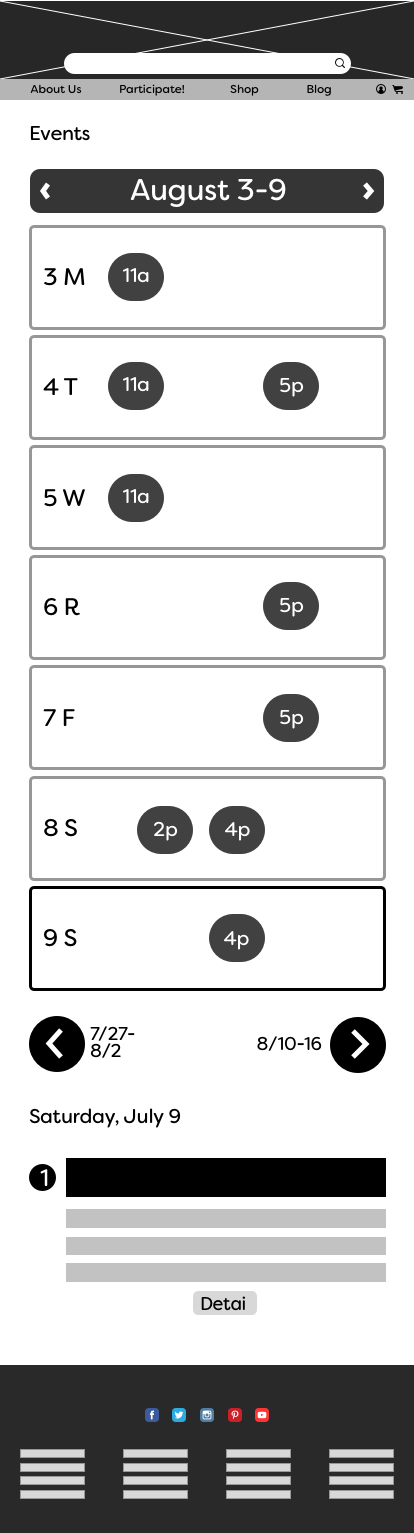 About Us Participate! Shop Blog
Events
August 3-9
3 M 11a
4 T 11a 5p
5 W 11a
6 R 5p
7 F 5p
8 S 2p 4p
9 S 4p
7/27-
8/2
8/10-16
Saturday, July 9
1
Detai